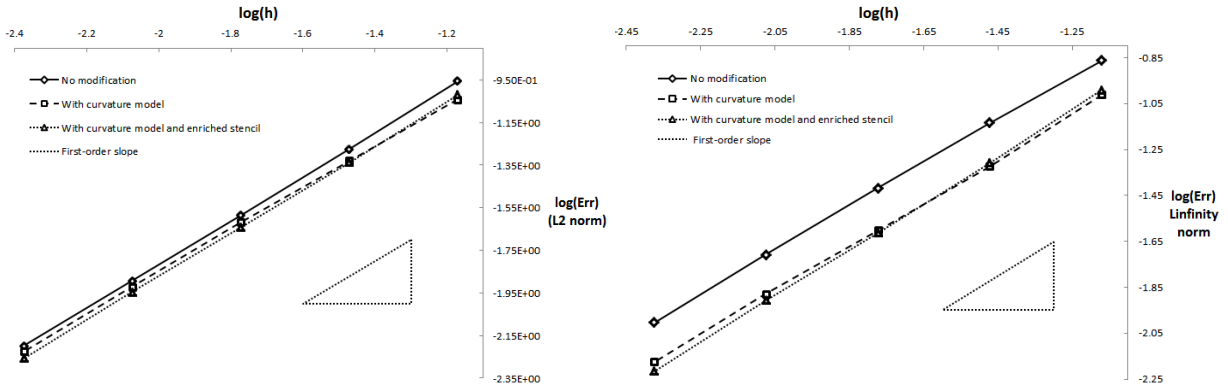 log(h)
-2.4 -2.2 -2 -1.8 -1.6 -1.4 -1.2
No modification
With curvature model
With curvature model and enriched stencil
First-order slope
-9.50E-01
-1.15E+00
-1.35E+00
-1.55E+00
-1.75E+00
-1.95E+00
-2.15E+00
-2.35E+00
log(Err)
(L2 norm)
log(h)
-2.45 -2.25 -2.05 -1.85 -1.65 -1.45 -1.25
No modification
With curvature model
With curvature model and enriched stencil
First-order slope
-0.85
-1.05
-1.25
-1.45
-1.65
-1.85
-2.05
-2.25
log(Err)
Linfinity
norm